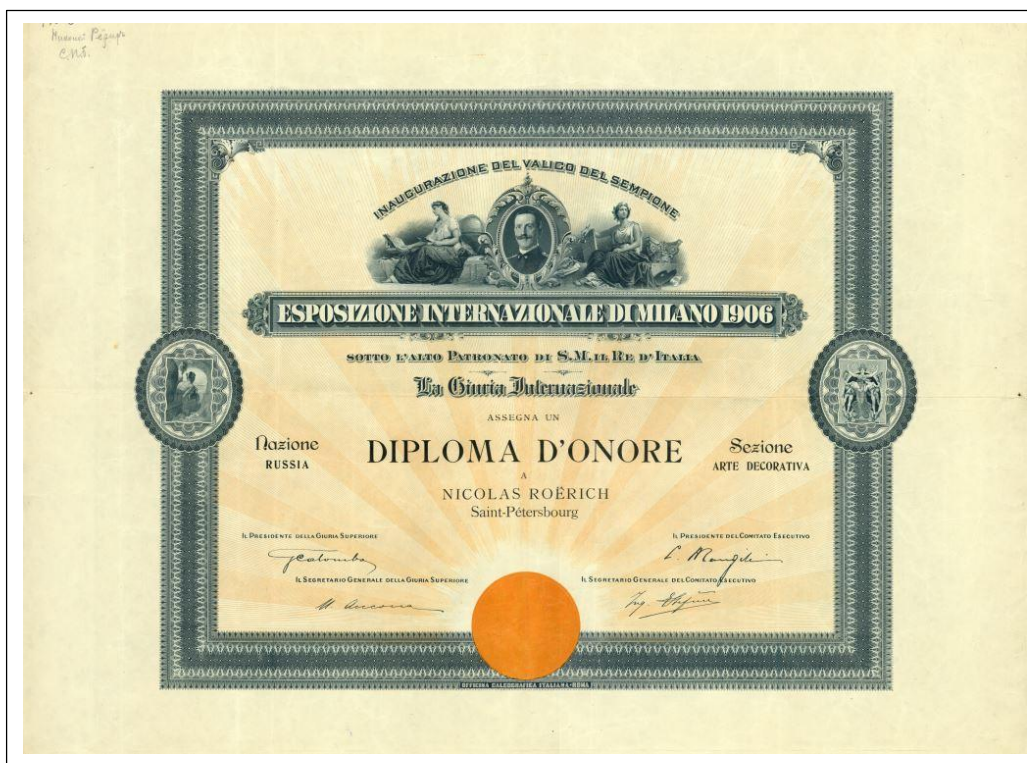 INAUGURAZIONE DEL VALICO DEL SEMPIONE
ESPOSIZIONE INTERNAZIONALE DI MILANO 1906
SOTTO L'ALTO PATRONATO DI S.M. IL RE D'ITALIA
La Giuria Internazionale
ASSEGNA UN
DIPLOMA D'ONORE
Nazione
RUSSIA
Sezione
ARTE DECORATIVA
A
NICOLAS ROËRICH
Saint-Pétersbourg
IL PRESIDENTE DELLA GIURIA SUPERIORE
IL PRESIDENTE DEL COMITATO ESECUTIVO
IL SEGRETARIO GENERALE DELLA GIURIA SUPERIORE
IL SEGRETARIO GENERALE DEL COMITATO ESECUTIVO
OFFICINA CALCOGRAFICA ITALIANA-ROMA